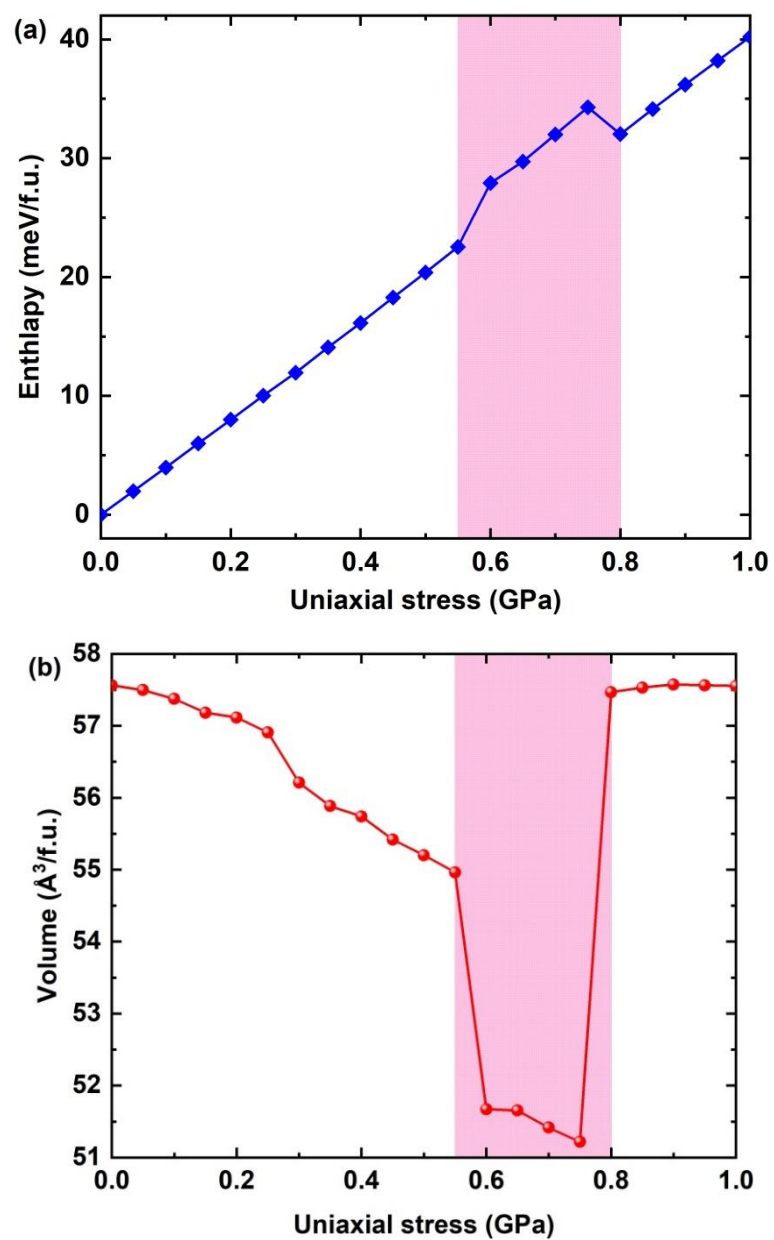 (a)
40
30
20
10
0
Enthlapy (meV/f.u.)
0.0 0.2 0.4 0.6 0.8 1.0
Uniaxial stress (GPa)
(b)
58
57
56
55
54
53
52
51
Volume (Å³/f.u.)
0.0 0.2 0.4 0.6 0.8 1.0
Uniaxial stress (GPa)